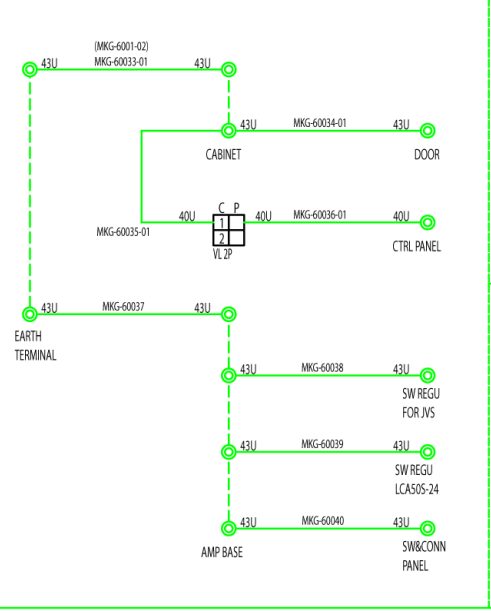 (MKG-6001-02)
43U MKG-60033-01 43U
43U MKG-60034-01 43U
CABINET DOOR
C P
40U 1 40U MKG-60036-01 40U
MKG-60035-01 2
VL 2P CTRL PANEL
43U MKG-60037 43U
EARTH
TERMINAL
43U MKG-60038 43U
SW REGU
FOR JVS
43U MKG-60039 43U
SW REGU
LCA50S-24
43U MKG-60040 43U
AMP BASE SW&CONN
PANEL